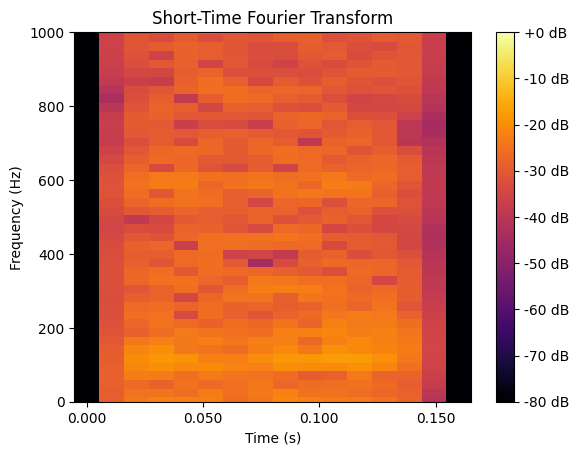 Short-Time Fourier Transform
1000
800
600
400
200
0
Frequency (Hz)
0.000 0.050 0.100 0.150
Time (s)
+0 dB
-10 dB
-20 dB
-30 dB
-40 dB
-50 dB
-60 dB
-70 dB
-80 dB